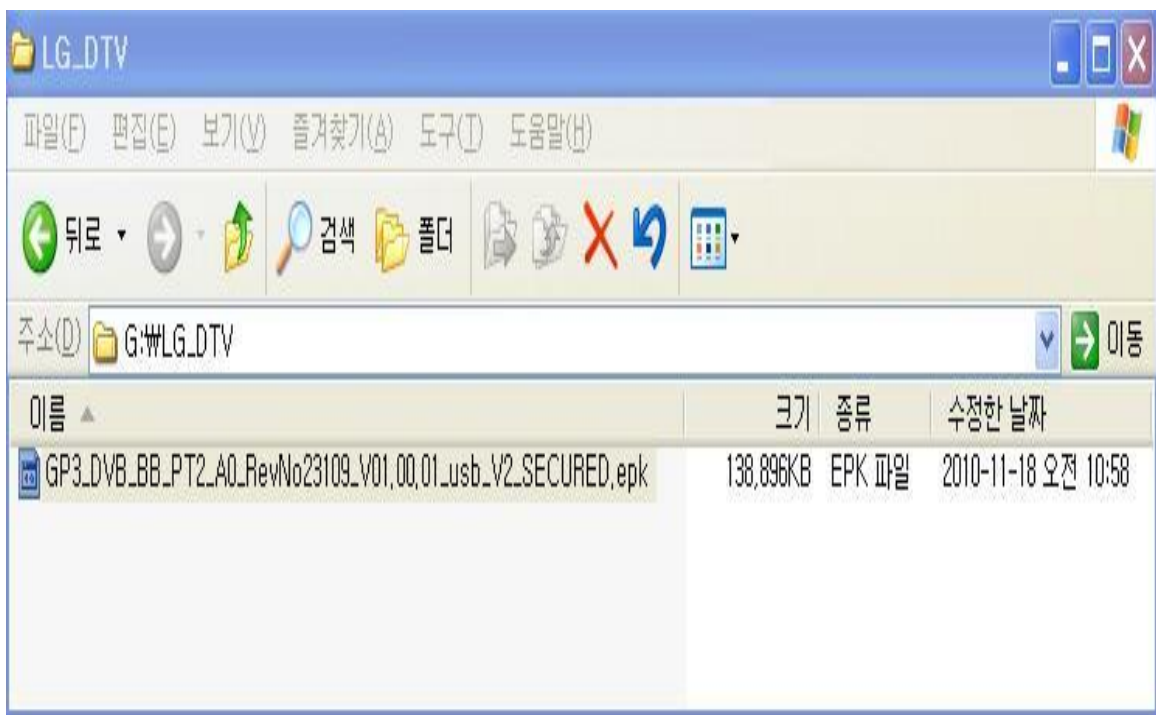 LG_DTV
파일(F) 편집(E) 보기(V) 즐겨찾기(A) 도구(T) 도움말(H)
뒤로 검색 폴더
주소(D) G:₩LG_DTV 이동
이름 크기 종류 수정한 날짜
GP3_DVB_BB_PT2_A0_RevNo23109_V01,00,01_usb_V2_SECURED,epk 138,896KB EPK 파일 2010-11-18 오전 10:58